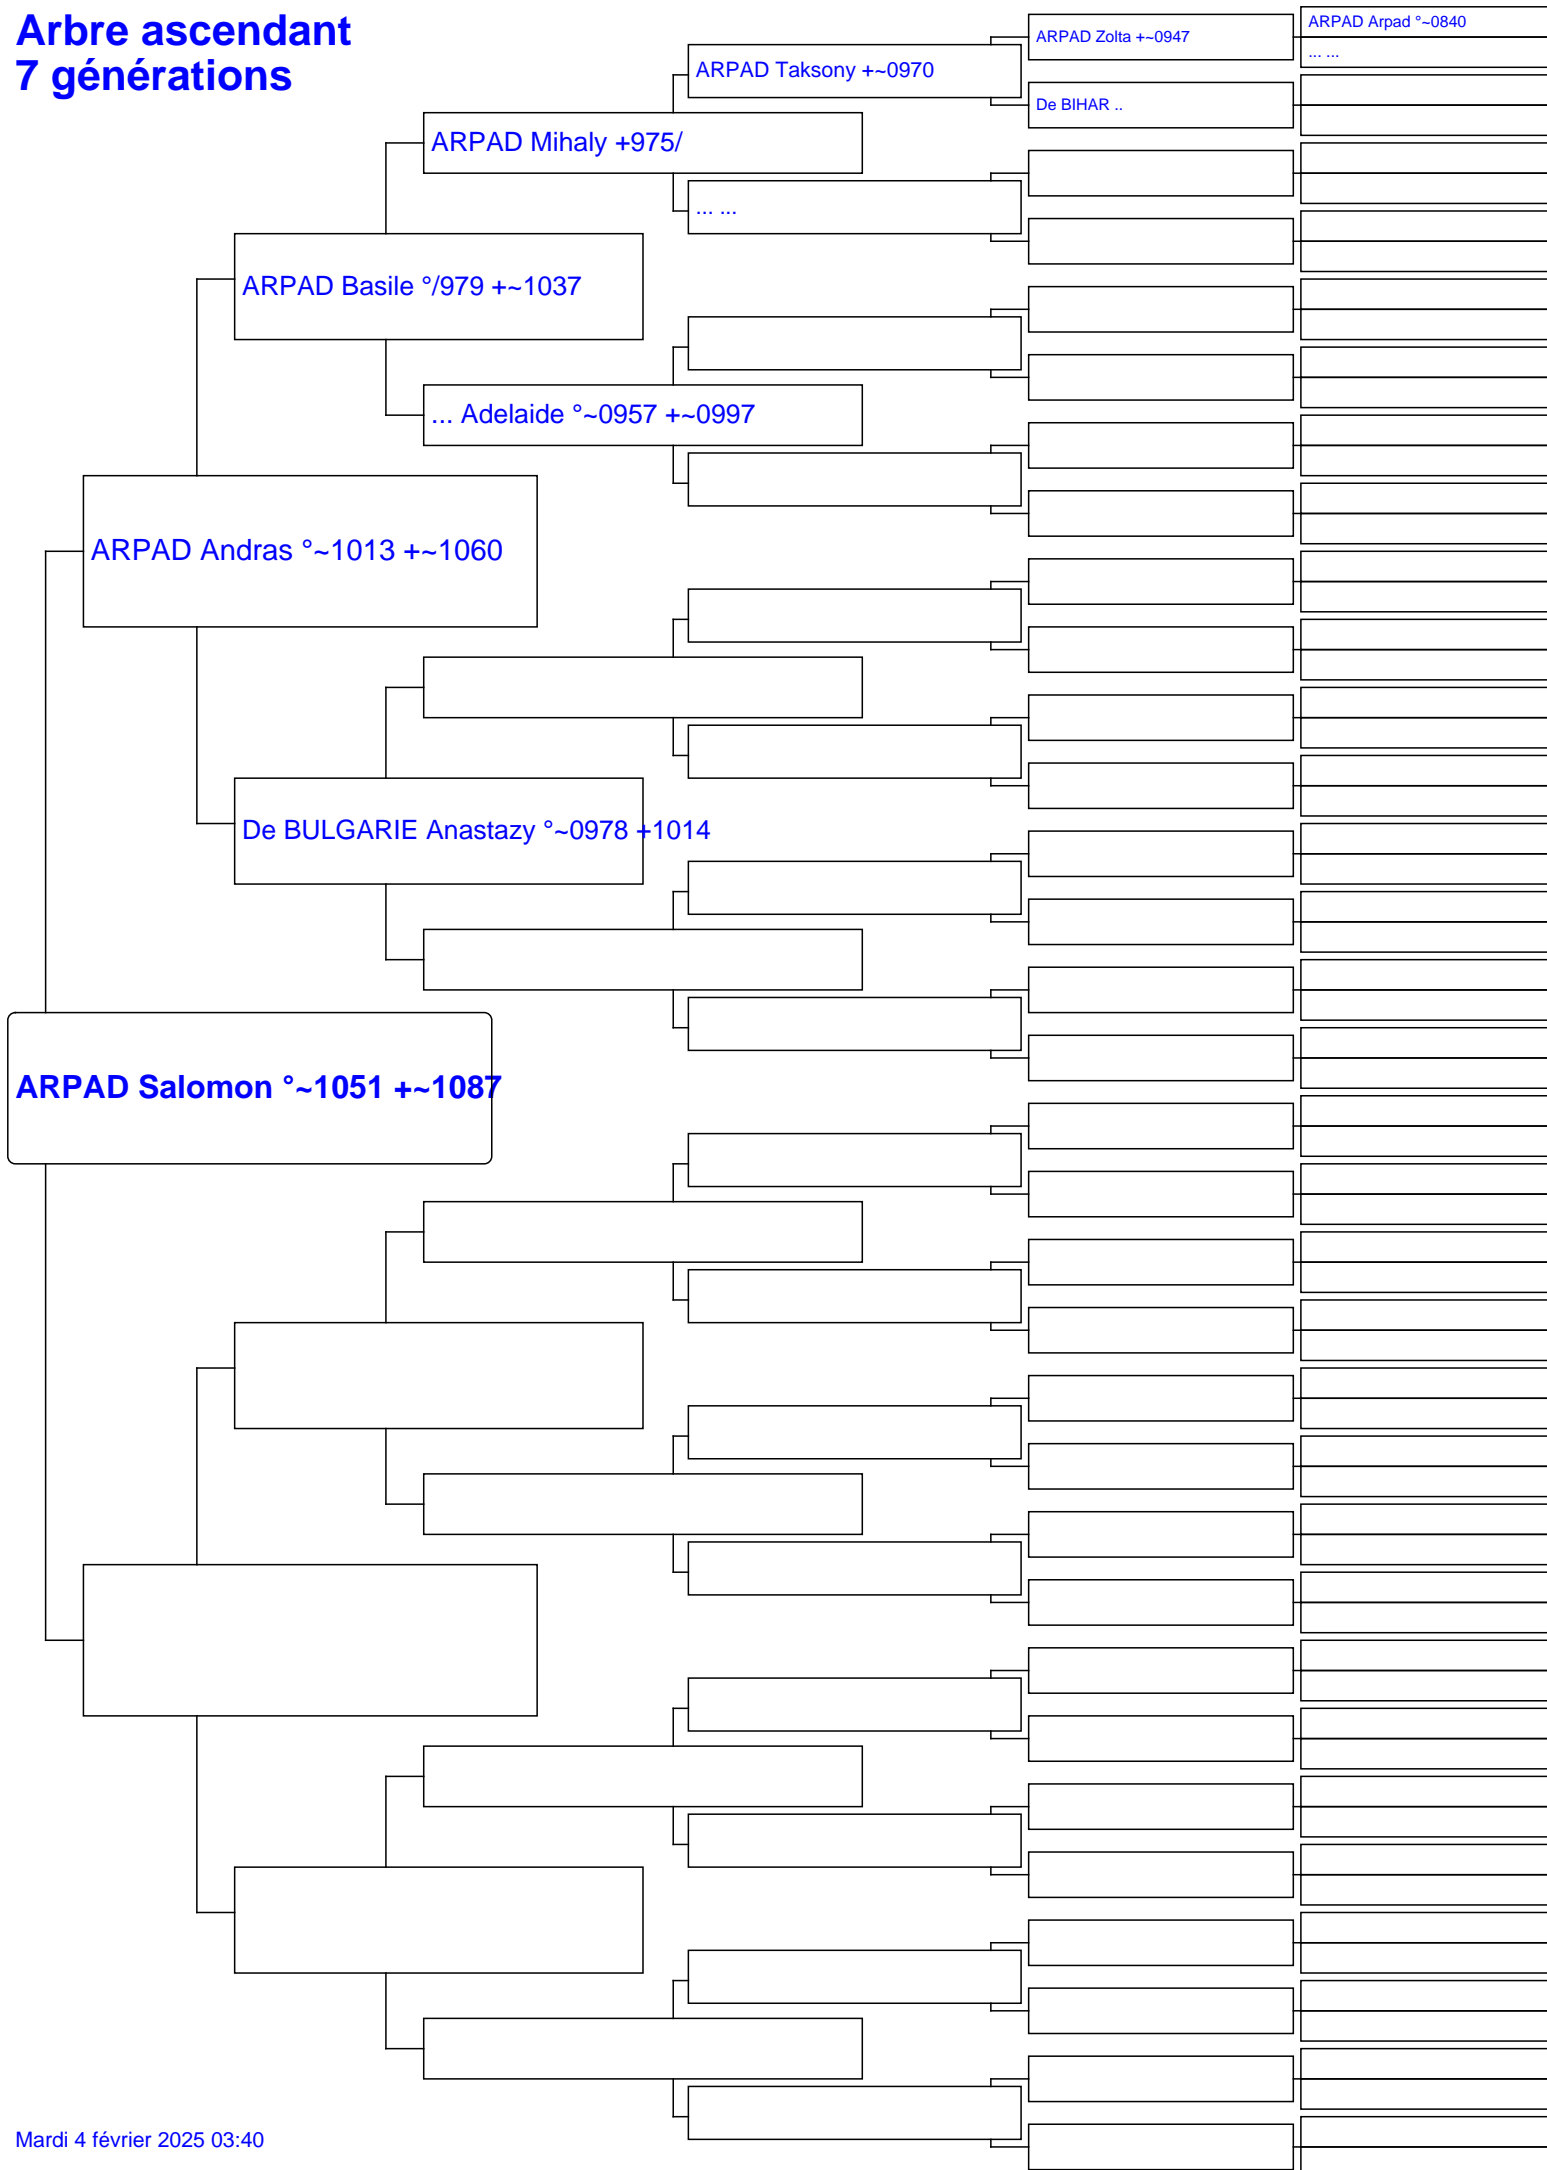 Arbre ascendant
7 générations
ARPAD Zolta +~0947
ARPAD Arpad °~0840
... ...
ARPAD Taksony +~0970
De BIHAR ..
ARPAD Mihaly +975/
... ...
ARPAD Basile °/979 +~1037
... Adelaide °~0957 +~0997
ARPAD Andras °~1013 +~1060
De BULGARIE Anastazy °~0978 +1014
ARPAD Salomon °~1051 +~1087
Mardi 4 février 2025 03:40